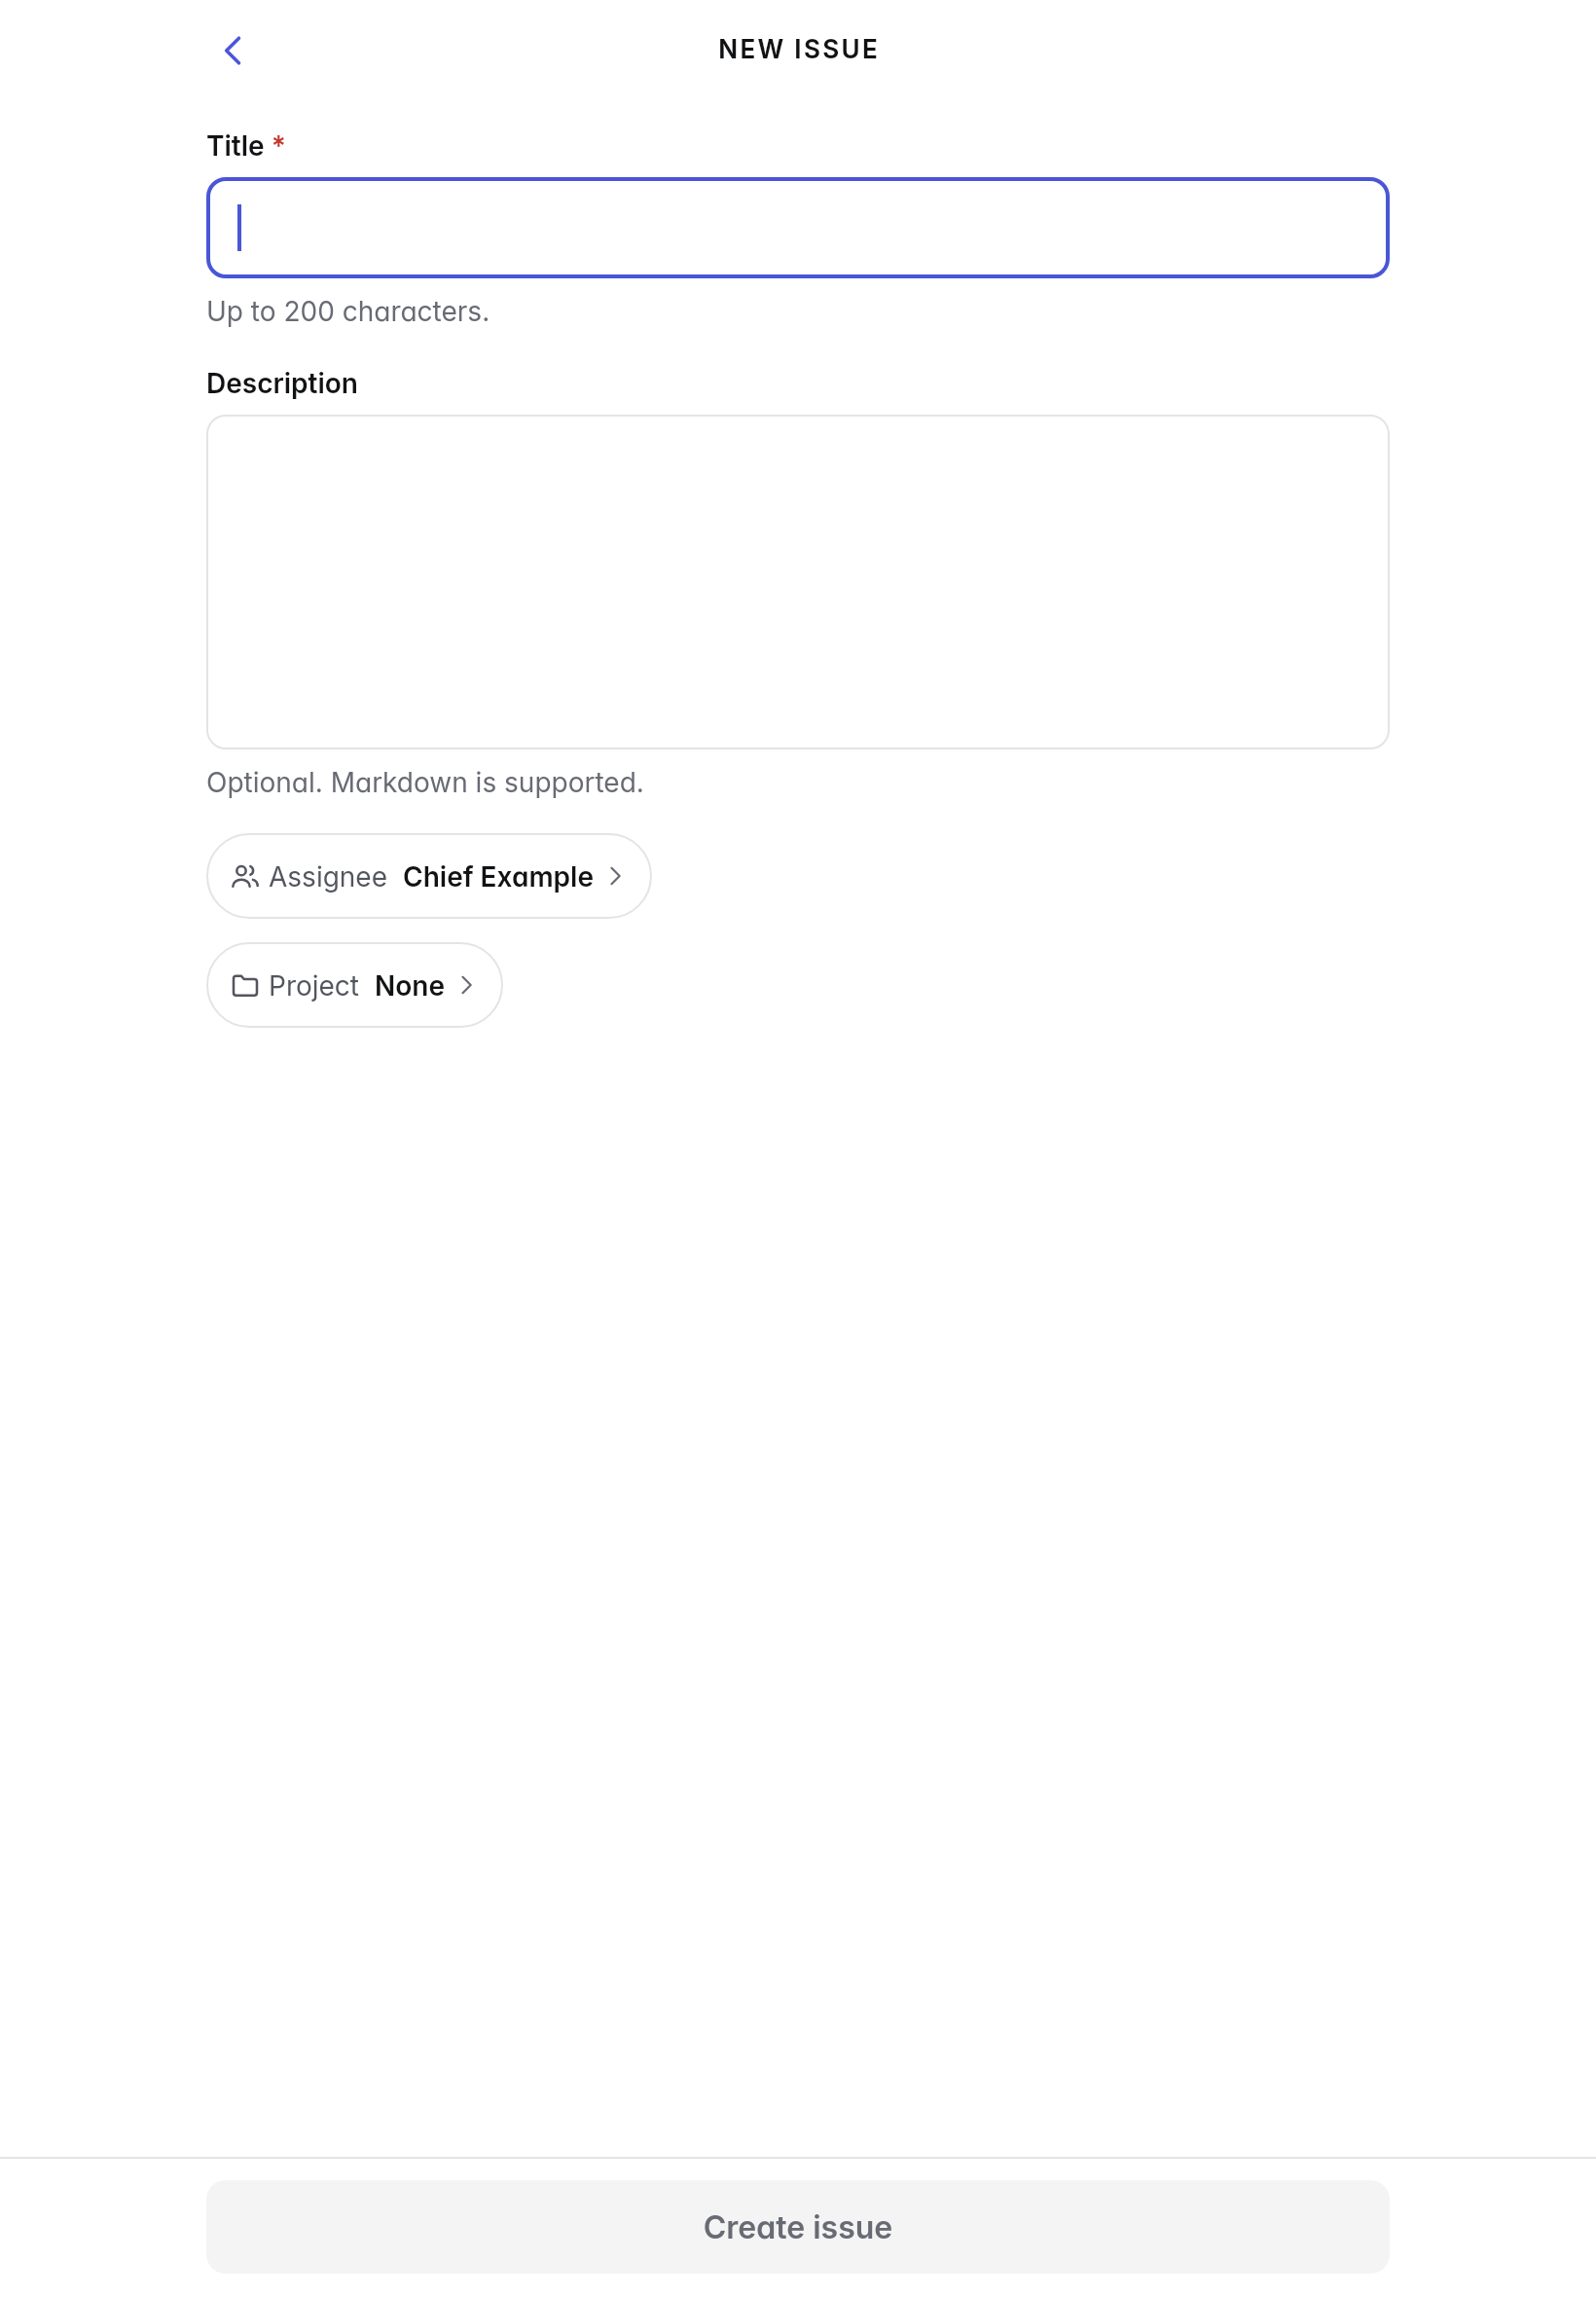 NEW ISSUE
Title *
Up to 200 characters.
Description
Optional. Markdown is supported.
Assignee Chief Example
Project None
Create issue